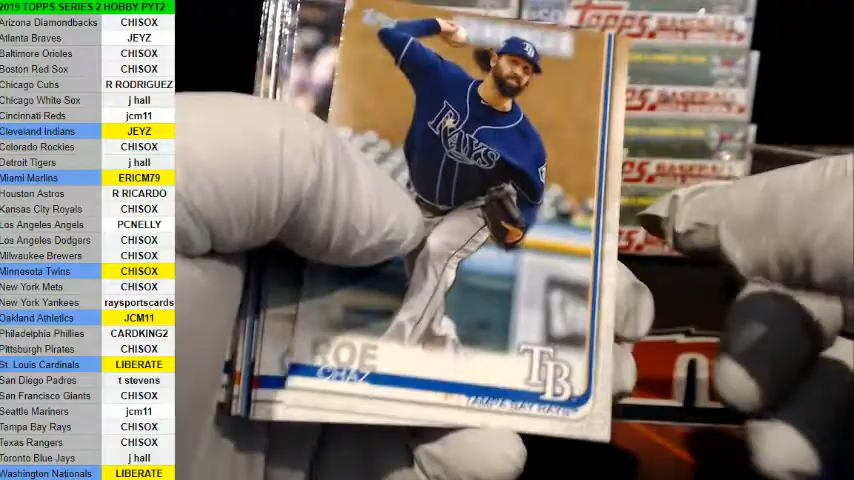 2019 TOPPS SERIES 2 HOBBY PYT2
Arizona Diamondbacks CHISOX
Atlanta Braves JEYZ
Baltimore Orioles CHISOX
Boston Red Sox CHISOX
Chicago Cubs R RODRIGUEZ
Chicago White Sox j hall
Cincinnati Reds jcm11
Cleveland Indians JEYZ
Colorado Rockies CHISOX
Detroit Tigers j hall
Miami Marlins ERICM79
Houston Astros R RICARDO
Kansas City Royals CHISOX
Los Angeles Angels PCNELLY
Los Angeles Dodgers CHISOX
Milwaukee Brewers CHISOX
Minnesota Twins CHISOX
New York Mets CHISOX
New York Yankees raysportscards
Oakland Athletics JCM11
Philadelphia Phillies CARDKING2
Pittsburgh Pirates CHISOX
St. Louis Cardinals LIBERATE
San Diego Padres t stevens
San Francisco Giants CHISOX
Seattle Mariners jcm11
Tampa Bay Rays CHISOX
Texas Rangers CHISOX
Toronto Blue Jays j hall
Washington Nationals LIBERATE
Topps
BASEBALL
RAYS
TB
ROE
CHAZ
TB
TAMPA BAY RAYS